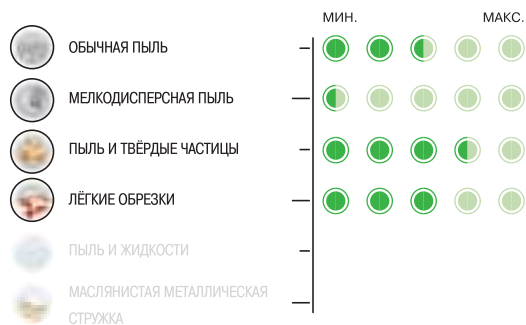 МИН. МАКС.
ОБЫЧНАЯ ПЫЛЬ
МЕЛКОДИСПЕРСНАЯ ПЫЛЬ
ПЫЛЬ И ТВЁРДЫЕ ЧАСТИЦЫ
ЛЁГКИЕ ОБРЕЗКИ
ПЫЛЬ И ЖИДКОСТИ
МАСЛЯНИСТАЯ МЕТАЛЛИЧЕСКАЯ
СТРУЖКА